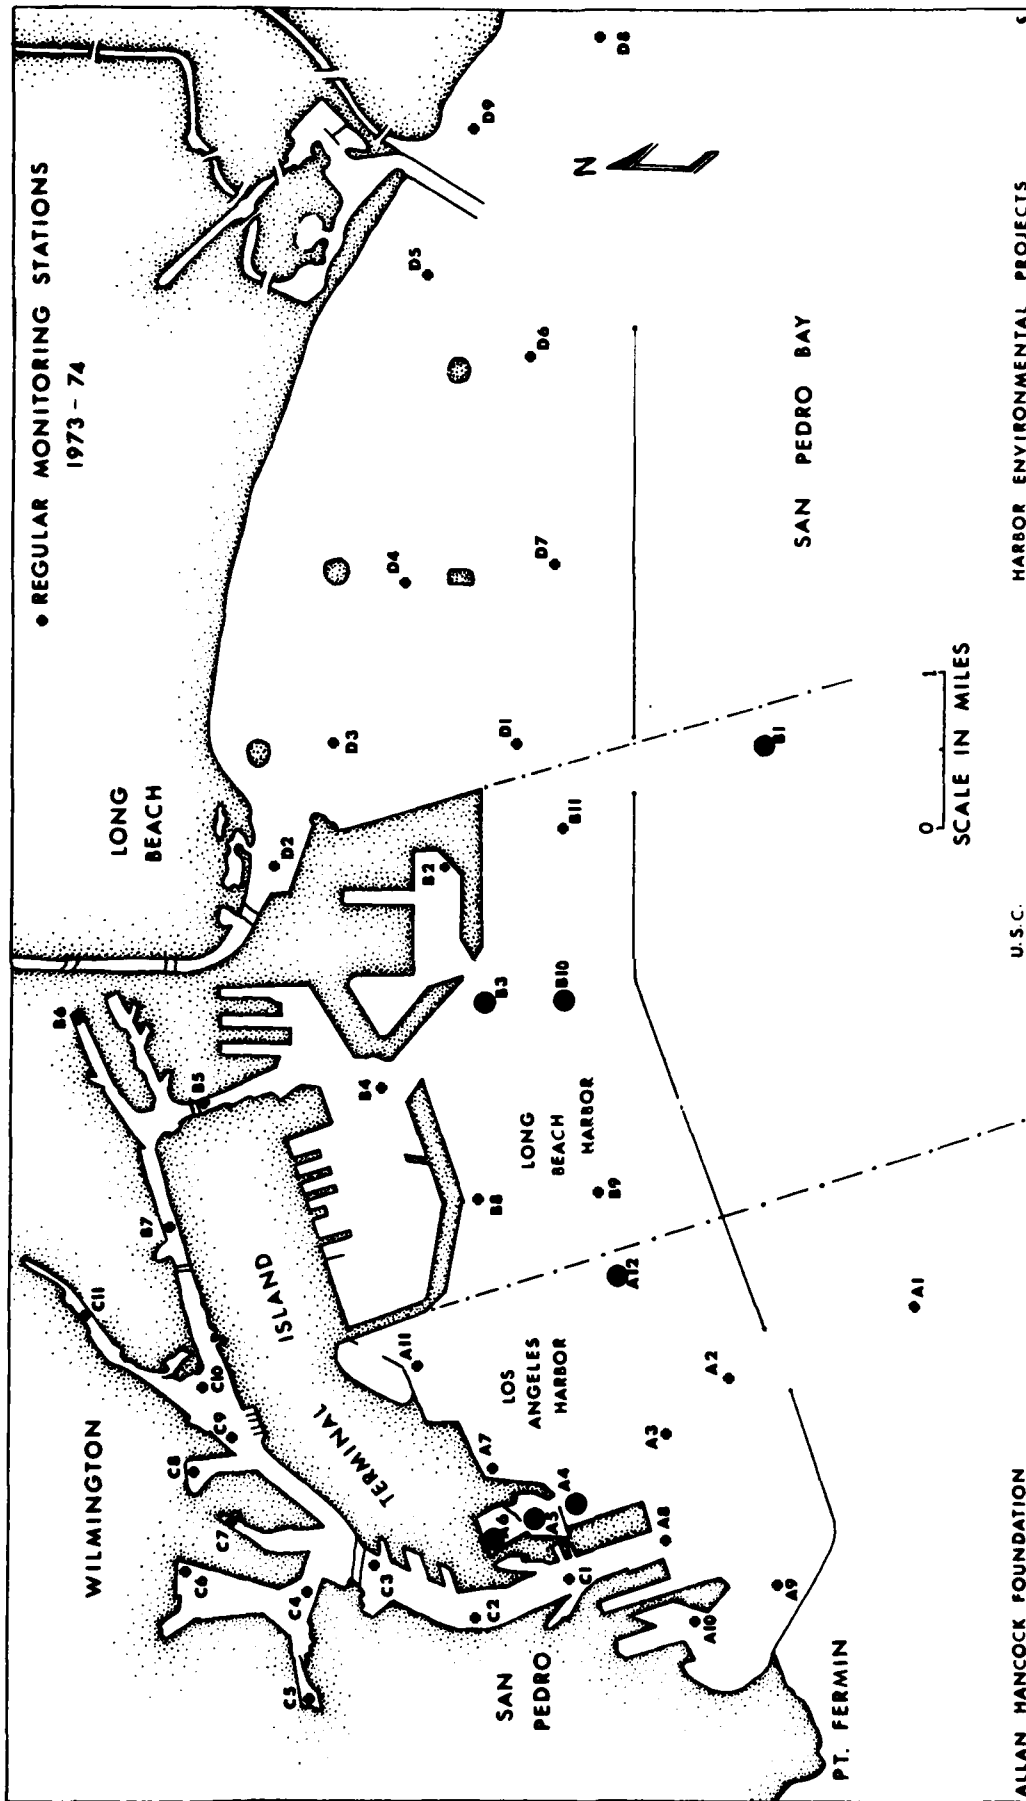 REGULAR MONITORING STATIONS
1973 - 74
WILMINGTON
LONG
BEACH
TERMINAL
ISLAND
SAN
PEDRO
LOS
ANGELES
HARBOR
LONG
BEACH
HARBOR
SAN PEDRO BAY
PT. FERMIN
N
C5
C6
C7
C8
C9
C10
C11
C4
C3
C2
C1
B7
B6
B5
B4
B3
B2
B8
B9
B10
B11
B1
A1
A2
A3
A4
A5
A6
A7
A8
A9
A10
A11
A12
D1
D2
D3
D4
D5
D6
D7
D8
D9
0 1
SCALE IN MILES
ALLAN HANCOCK FOUNDATION
U.S.C.
HARBOR ENVIRONMENTAL PROJECTS